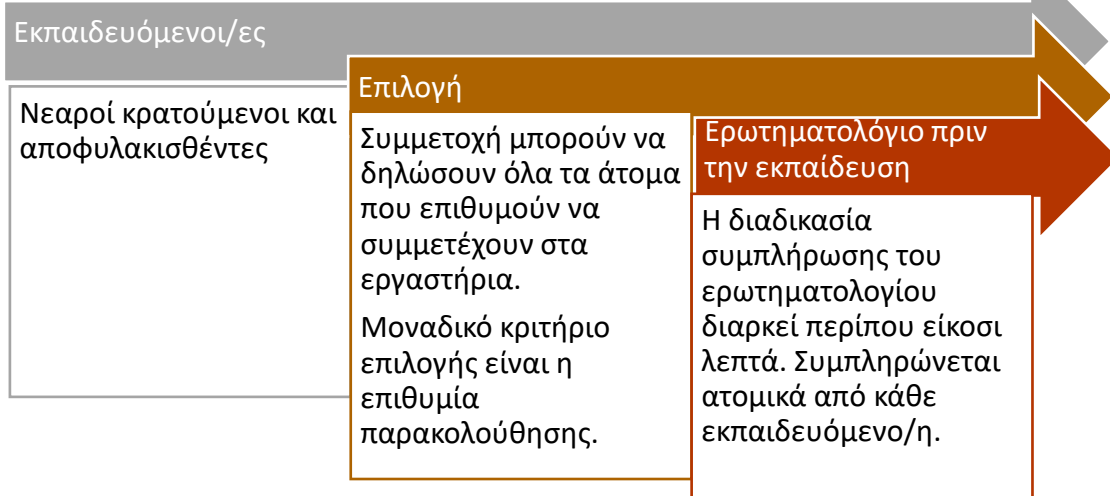 Εκπαιδευόμενοι/ες
Νεαροί κρατούμενοι και
αποφυλακισθέντες
Επιλογή
Συμμετοχή μπορούν να
δηλώσουν όλα τα άτομα
που επιθυμούν να
συμμετέχουν στα
εργαστήρια.
Μοναδικό κριτήριο
επιλογής είναι η
επιθυμία
παρακολούθησης.
Ερωτηματολόγιο πριν
την εκπαίδευση
Η διαδικασία
συμπλήρωσης του
ερωτηματολογίου
διαρκεί περίπου είκοσι
λεπτά. Συμπληρώνεται
ατομικά από κάθε
εκπαιδευόμενο/η.